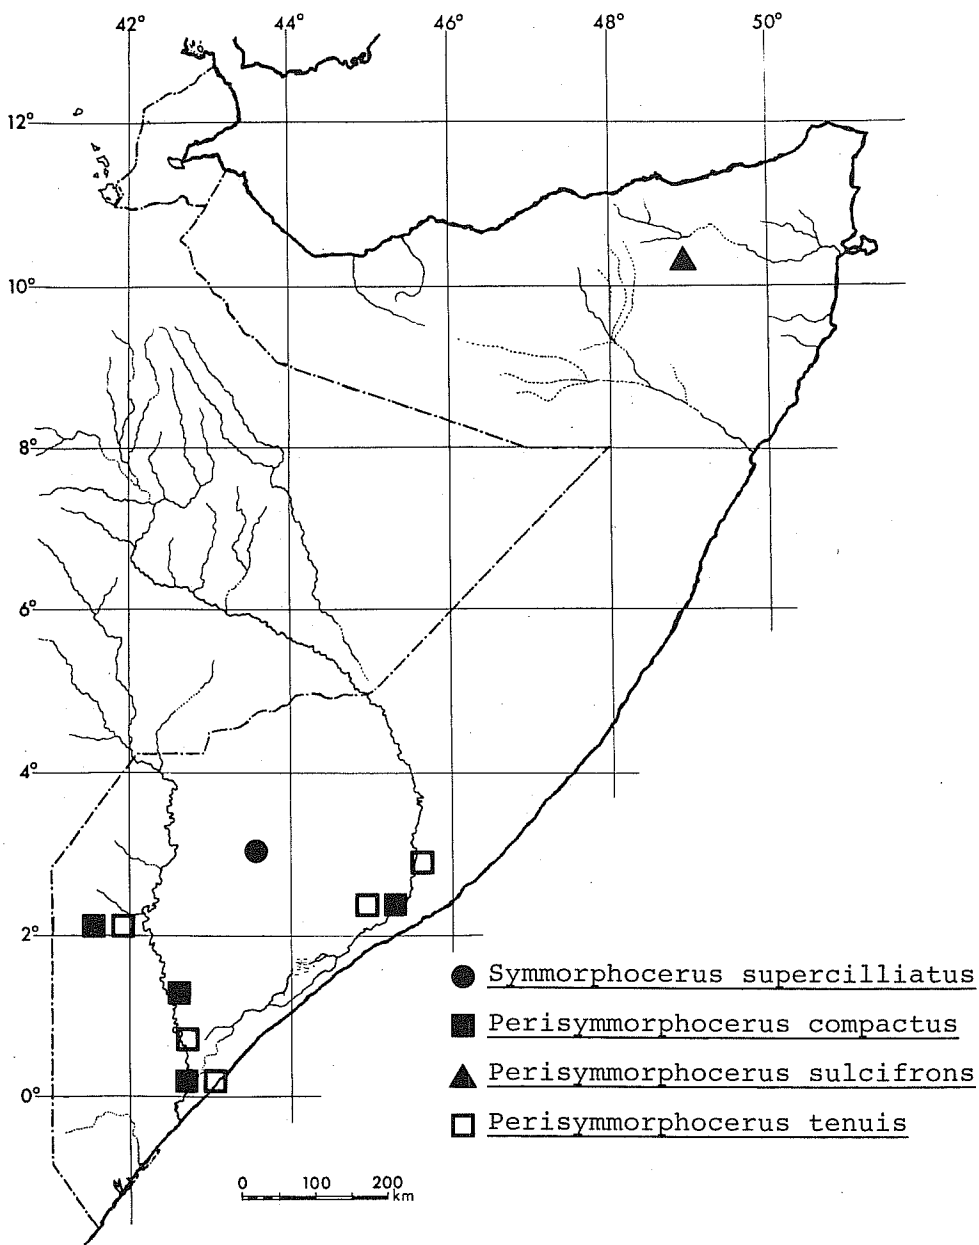 42° 44° 46° 48° 50°
12°
10°
8°
6°
4°
2°
0°
Symmorphocerus supercilliatus
Perisymmorphocerus compactus
Perisymmorphocerus sulcifrons
Perisymmorphocerus tenuis
0 100 200
km